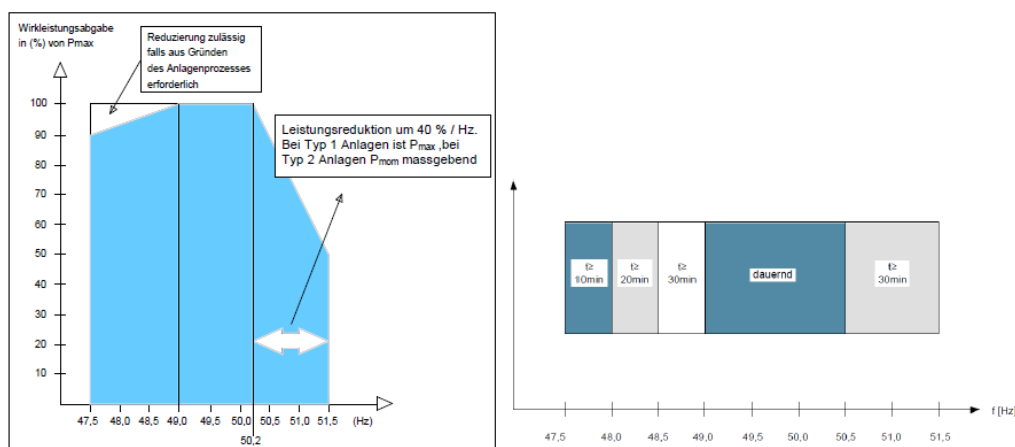 Wirkleistungsabgabe
in (%) von Pmax
Reduzierung zulässig
falls aus Gründen
des Anlagenprozesses
erforderlich
Leistungsreduktion um 40 % / Hz.
Bei Typ 1 Anlagen ist Pmax ,bei
Typ 2 Anlagen Pmom massgebend
100
90
80
70
60
50
40
30
20
10
47,5 48,0 48,5 49,0 49,5 50,0 50,5 51,0 51,5 (Hz)
50,2
t≥
10min
t≥
20min
t≥
30min
dauernd
t≥
30min
f [Hz]
47,5 48,0 48,5 49,0 49,5 50,0 50,5 51,0 51,5